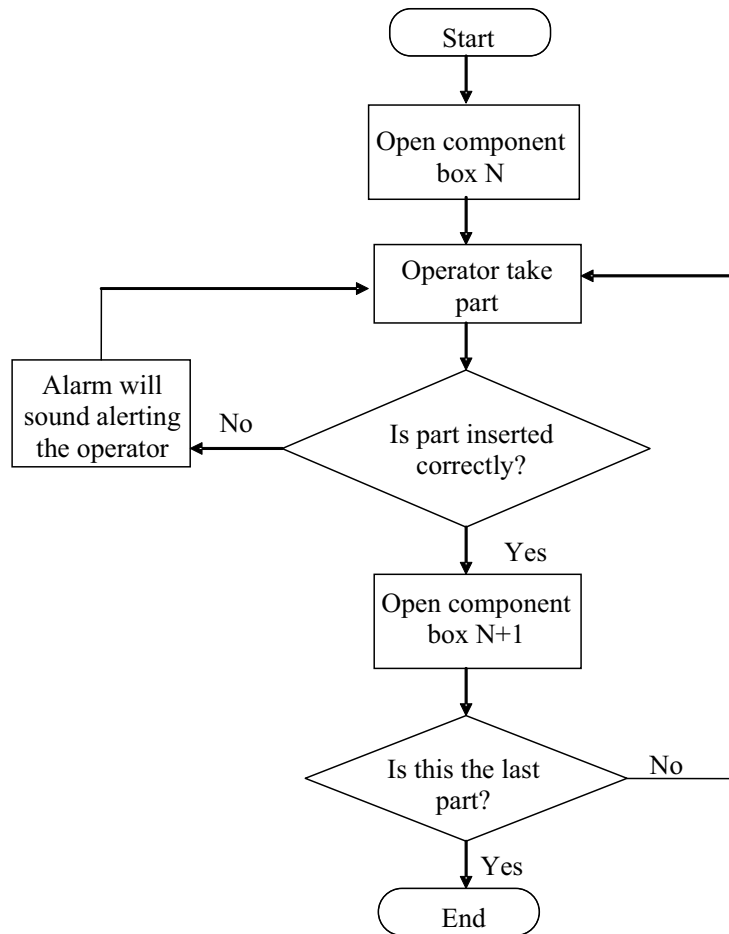 Start
Open component
box N
Operator take
part
Alarm will
sound alerting
the operator
No
Is part inserted
correctly?
Yes
Open component
box N+1
Is this the last
part?
No
Yes
End